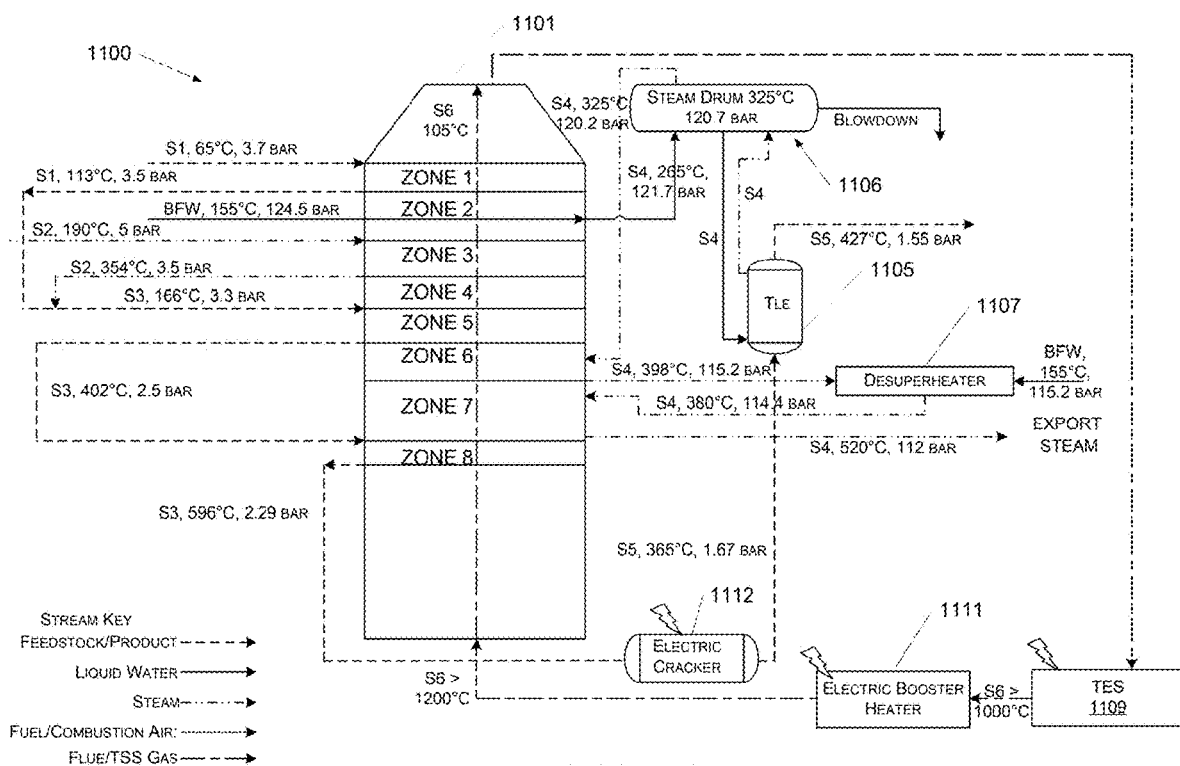 1100
1101
S6
105°C
S4, 325°C
120.2 BAR
STEAM DRUM 325°C
120.7 BAR
BLOWDOWN
1106
S1, 65°C, 3.7 BAR
S1, 113°C, 3.5 BAR
ZONE 1
ZONE 2
BFW, 155°C, 124.5 BAR
S4, 265°C,
121.7 BAR
S4
S4
S2, 190°C, 5 BAR
ZONE 3
S2, 354°C, 3.5 BAR
ZONE 4
S3, 166°C, 3.3 BAR
ZONE 5
S5, 427°C, 1.55 BAR
1105
TLE
1107
ZONE 6
S4, 398°C, 115.2 BAR
DESUPERHEATER
BFW,
155°C,
115.2 BAR
S3, 402°C, 2.5 BAR
ZONE 7
S4, 380°C, 114.4 BAR
EXPORT
STEAM
S4, 520°C, 112 BAR
ZONE 8
S3, 596°C, 2.29 BAR
S5, 365°C, 1.67 BAR
1112
ELECTRIC
CRACKER
1111
S6 >
1200°C
ELECTRIC BOOSTER
HEATER
S6 >
1000°C
TES
1109
STREAM KEY
FEEDSTOCK/PRODUCT
LIQUID WATER
STEAM
FUEL/COMBUSTION AIR:
FLUE/TSS GAS